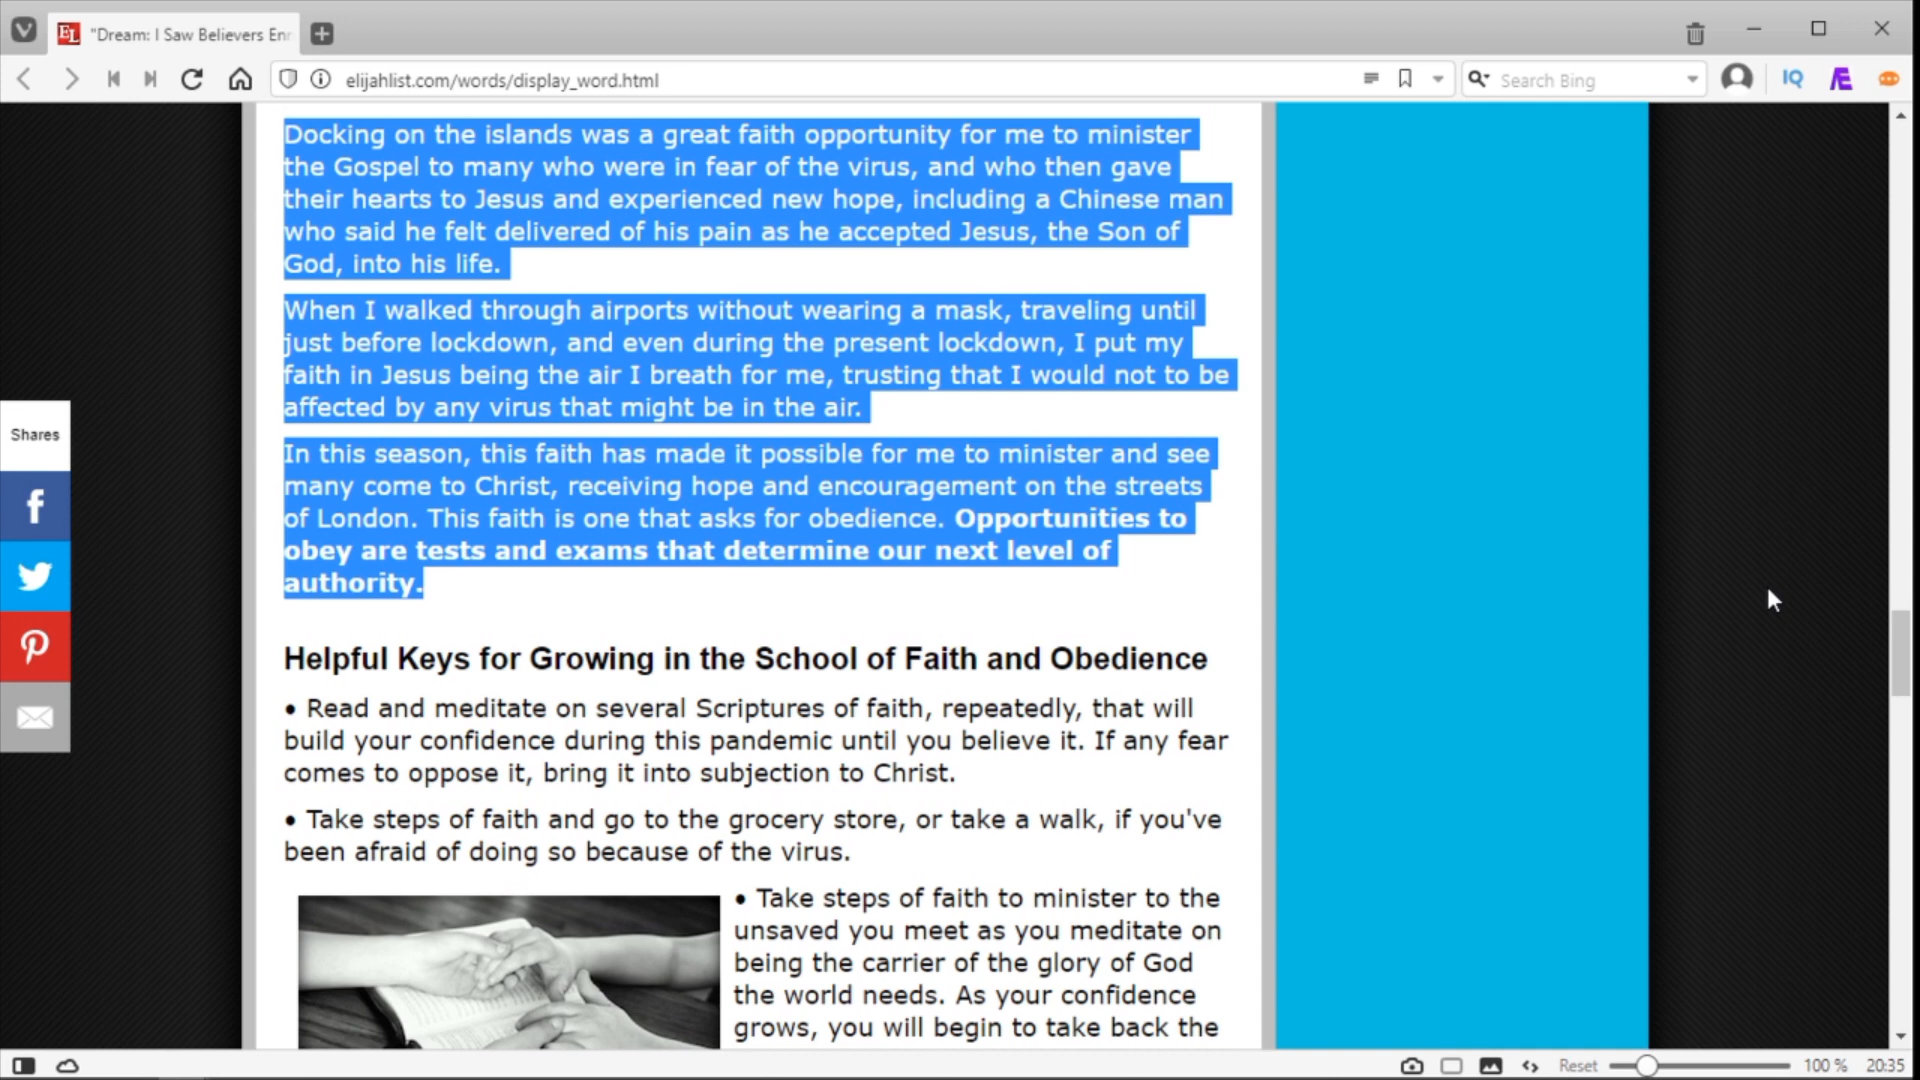 "Dream: I Saw Believers Enr
elijahlist.com/words/display_word.html
Search Bing
IQ
Docking on the islands was a great faith opportunity for me to minister
the Gospel to many who were in fear of the virus, and who then gave
their hearts to Jesus and experienced new hope, including a Chinese man
who said he felt delivered of his pain as he accepted Jesus, the Son of
God, into his life.
When I walked through airports without wearing a mask, traveling until
just before lockdown, and even during the present lockdown, I put my
faith in Jesus being the air I breath for me, trusting that I would not to be
affected by any virus that might be in the air.
In this season, this faith has made it possible for me to minister and see
many come to Christ, receiving hope and encouragement on the streets
of London. This faith is one that asks for obedience. Opportunities to
obey are tests and exams that determine our next level of
authority.
Shares
Helpful Keys for Growing in the School of Faith and Obedience
• Read and meditate on several Scriptures of faith, repeatedly, that will
build your confidence during this pandemic until you believe it. If any fear
comes to oppose it, bring it into subjection to Christ.
• Take steps of faith and go to the grocery store, or take a walk, if you've
been afraid of doing so because of the virus.
• Take steps of faith to minister to the
unsaved you meet as you meditate on
being the carrier of the glory of God
the world needs. As your confidence
grows, you will begin to take back the
Reset
100 %
20:35